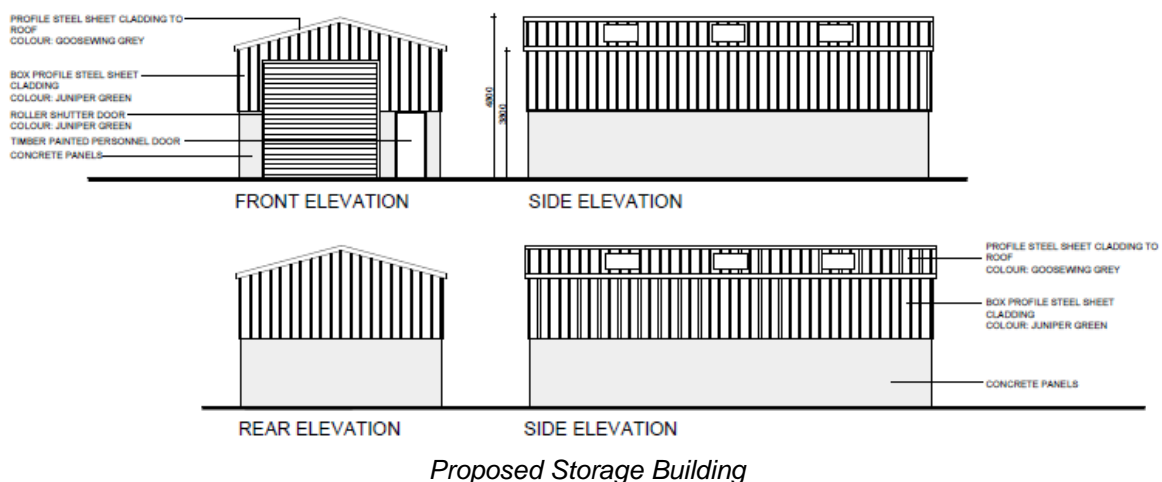 PROFILE STEEL SHEET CLADDING TO
ROOF
COLOUR: GOOSEWING GREY
BOX PROFILE STEEL SHEET
CLADDING
COLOUR: JUNIPER GREEN
ROLLER SHUTTER DOOR
COLOUR: JUNIPER GREEN
TIMBER PAINTED PERSONNEL DOOR
CONCRETE PANELS
4800
3800
FRONT ELEVATION
SIDE ELEVATION
PROFILE STEEL SHEET CLADDING TO
ROOF
COLOUR: GOOSEWING GREY
BOX PROFILE STEEL SHEET
CLADDING
COLOUR: JUNIPER GREEN
CONCRETE PANELS
REAR ELEVATION
SIDE ELEVATION
Proposed Storage Building